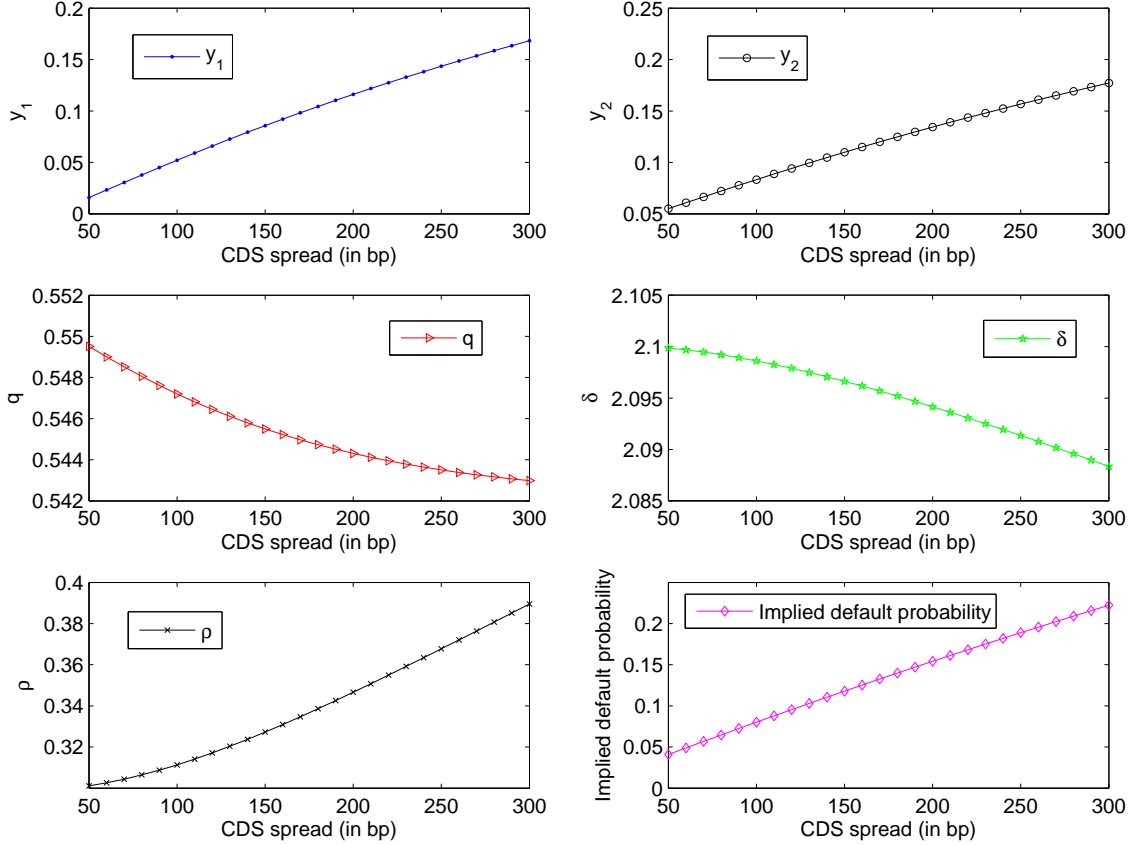 0.2
0.15
0.1
0.05
0
y1
y1
50 100 150 200 250 300
CDS spread (in bp)
0.25
0.2
0.15
0.1
0.05
y2
y2
50 100 150 200 250 300
CDS spread (in bp)
0.552
0.55
0.548
0.546
0.544
0.542
q
q
50 100 150 200 250 300
CDS spread (in bp)
2.105
2.1
2.095
2.09
2.085
δ
δ
50 100 150 200 250 300
CDS spread (in bp)
0.4
0.38
0.36
0.34
0.32
ρ
ρ
50 100 150 200 250 300
CDS spread (in bp)
0.2
0.15
0.1
0.05
0
Implied default probability
Implied default probability
50 100 150 200 250 300
CDS spread (in bp)